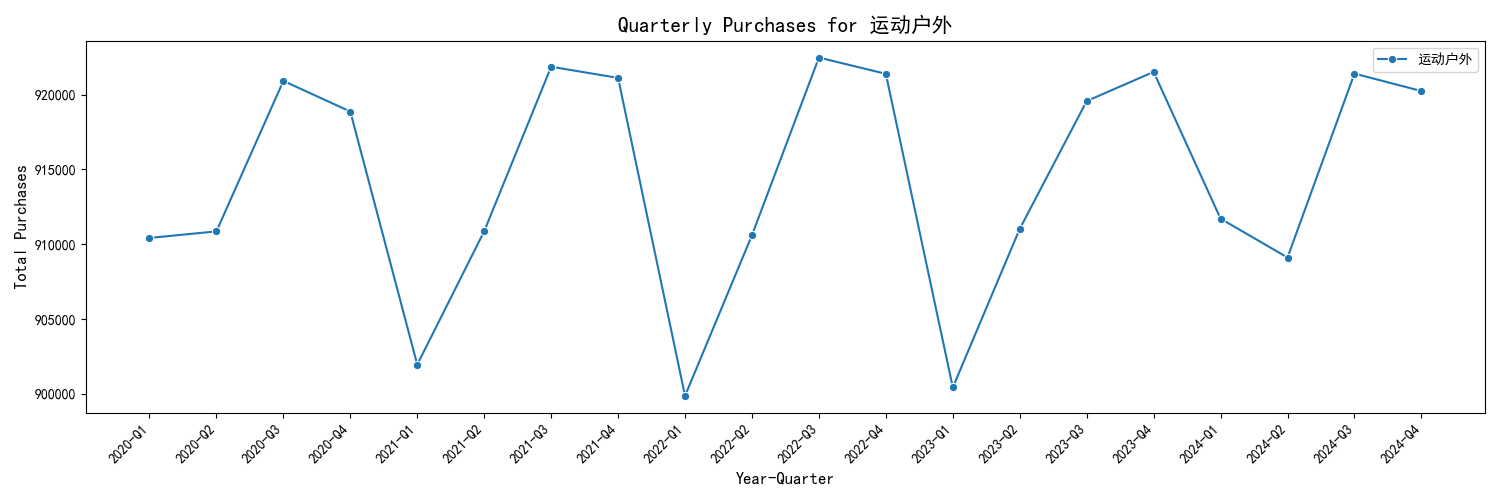 Quarterly Purchases for 运动户外
运动户外
Total Purchases
920000
915000
910000
905000
900000
2020-Q1
2020-Q2
2020-Q3
2020-Q4
2021-Q1
2021-Q2
2021-Q3
2021-Q4
2022-Q1
2022-Q2
2022-Q3
2022-Q4
2023-Q1
2023-Q2
2023-Q3
2023-Q4
2024-Q1
2024-Q2
2024-Q3
2024-Q4
Year-Quarter